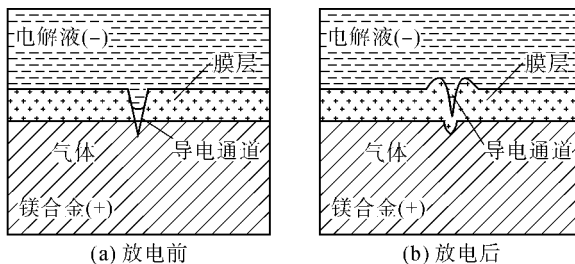 电解液(−)
膜层
气体
导电通道
镁合金(+)
(a) 放电前
电解液(−)
膜层
气体
导电通道
镁合金(+)
(b) 放电后